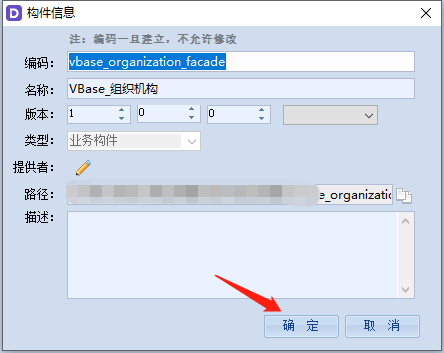 D 构件信息
注：编码一旦建立，不允许修改
编码： vbase_organization_facade
名称： VBase_组织机构
版本： 1 0 0
类型： 业务构件
提供者：
路径： e_organizatio
描述：
确 定 取 消